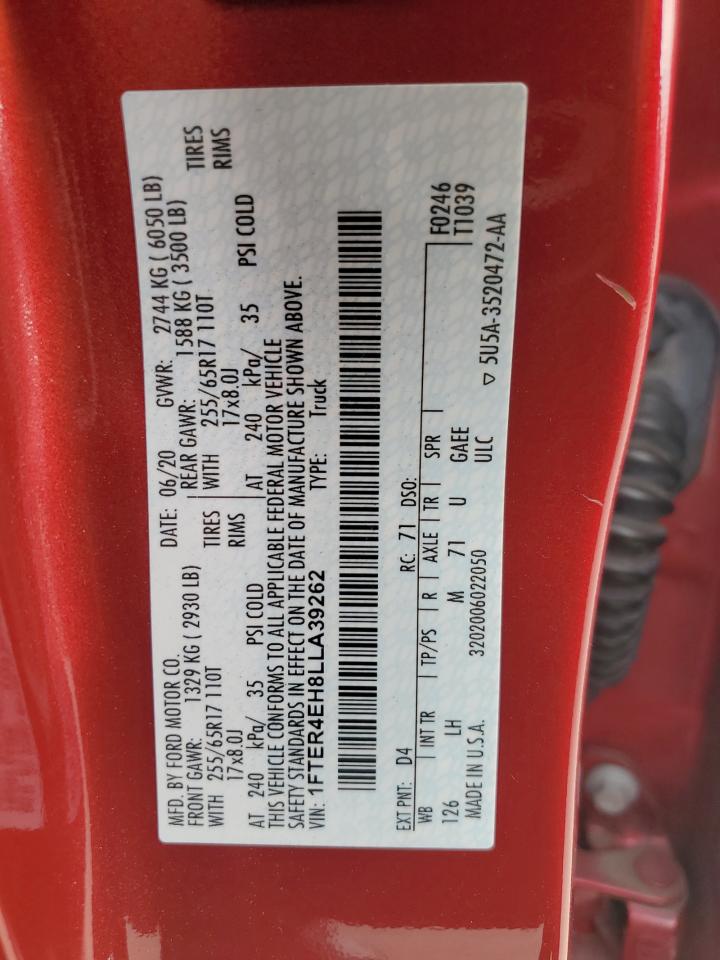 MFD. BY FORD MOTOR CO. DATE: 06/20 GVWR: 2744 KG ( 6050 LB)
FRONT GAWR: 1329 KG ( 2930 LB) REAR GAWR: 1588 KG ( 3500 LB)
WITH 255/65R17 110T TIRES WITH 255/65R17 110T TIRES
17x8.0J RIMS 17x8.0J RIMS
AT 240 kPa/ 35 PSI COLD AT 240 kPa/ 35 PSI COLD
THIS VEHICLE CONFORMS TO ALL APPLICABLE FEDERAL MOTOR VEHICLE
SAFETY STANDARDS IN EFFECT ON THE DATE OF MANUFACTURE SHOWN ABOVE.
VIN: 1FTER4EH8LLA39262 TYPE: Truck
EXT PNT: D4 RC: 71 DSO: F0246
WB INT TR TP/PS R AXLE TR SPR T1039
126 LH M 71 U GAEE
MADE IN U.S.A. 3202006022050 ULC
▽ 5U5A-3520472-AA